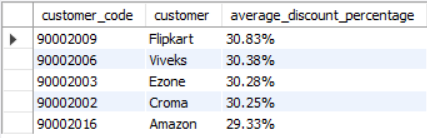 customer_code customer average_discount_percentage
90002009 Flipkart 30.83%
90002006 Viveks 30.38%
90002003 Ezone 30.28%
90002002 Croma 30.25%
90002016 Amazon 29.33%